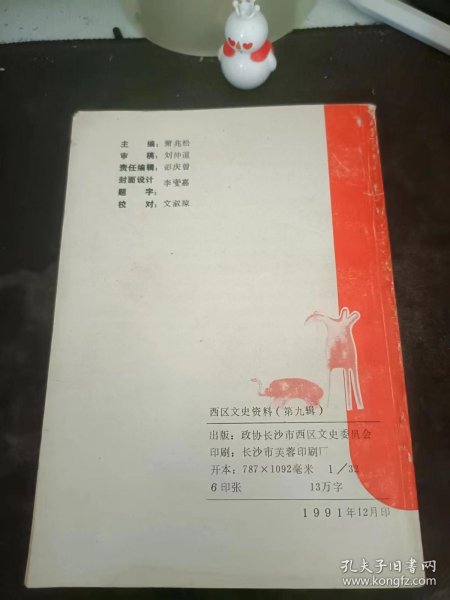 主　编：萧兆松
审　稿：刘仲道
责任编辑：彭庆曾
封面设计
李莹嘉
题　字：
校　对：文淑琼
西区文史资料（第九辑）
出版：政协长沙市西区文史委员会
印刷：长沙市芙蓉印刷厂
开本：787×1092毫米　1/32
6印张　13万字
1991年12月印
孔夫子旧书网
www.kongfz.com